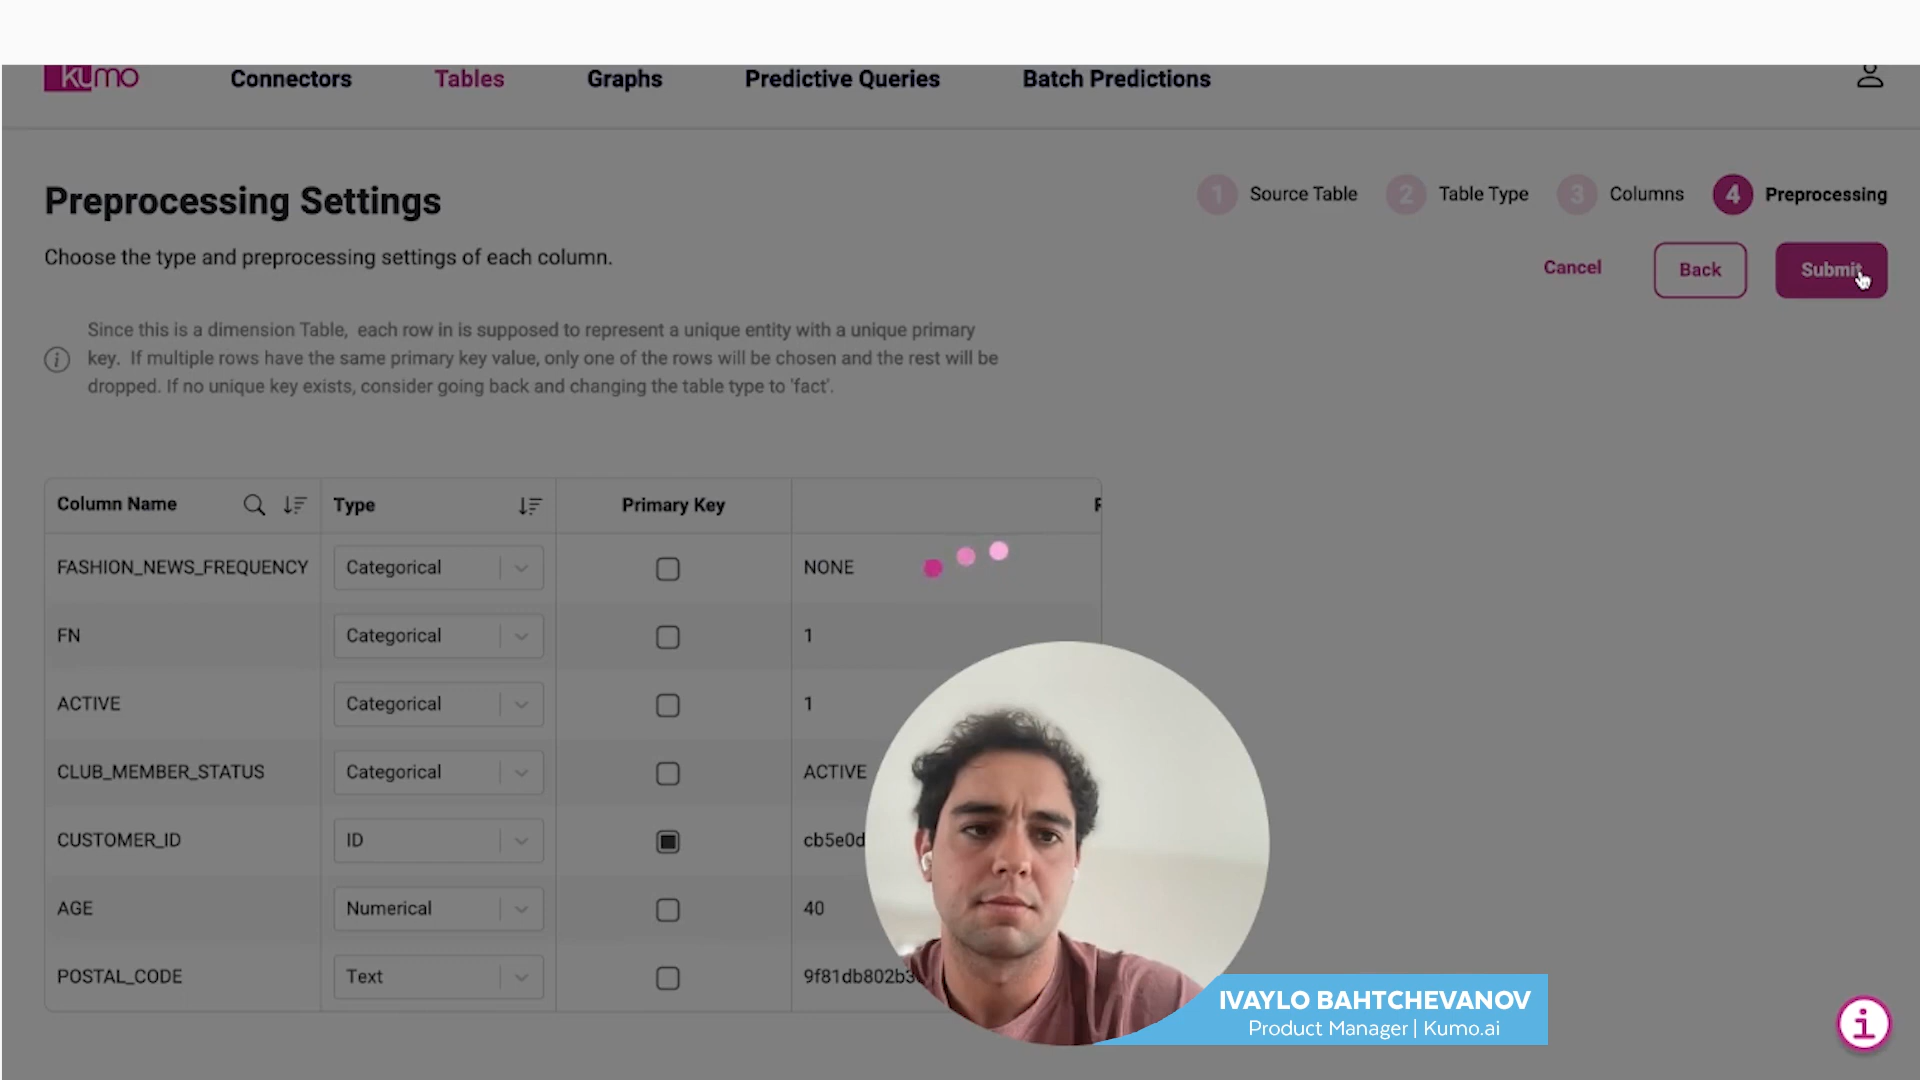 kumo
Connectors
Tables
Graphs
Predictive Queries
Batch Predictions
Preprocessing Settings
1 Source Table
2 Table Type
3 Columns
4 Preprocessing
Choose the type and preprocessing settings of each column.
Cancel
Back
Submit
Since this is a dimension Table, each row in is supposed to represent a unique entity with a unique primary
key. If multiple rows have the same primary key value, only one of the rows will be chosen and the rest will be
dropped. If no unique key exists, consider going back and changing the table type to 'fact'.
Column Name
Type
Primary Key
FASHION_NEWS_FREQUENCY
Categorical
NONE
FN
Categorical
1
ACTIVE
Categorical
1
CLUB_MEMBER_STATUS
Categorical
ACTIVE
CUSTOMER_ID
ID
cb5e0d
AGE
Numerical
40
POSTAL_CODE
Text
9f81db802b3
IVAYLO BAHTCHEVANOV
Product Manager | Kumo.ai